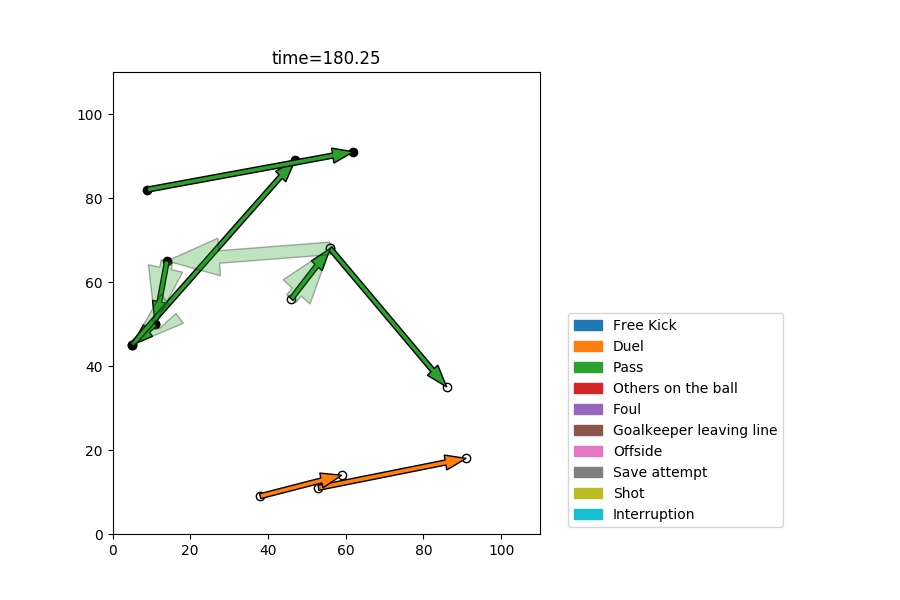 time=180.25
100
80
60
40
20
0
0 20 40 60 80 100
Free Kick
Duel
Pass
Others on the ball
Foul
Goalkeeper leaving line
Offside
Save attempt
Shot
Interruption